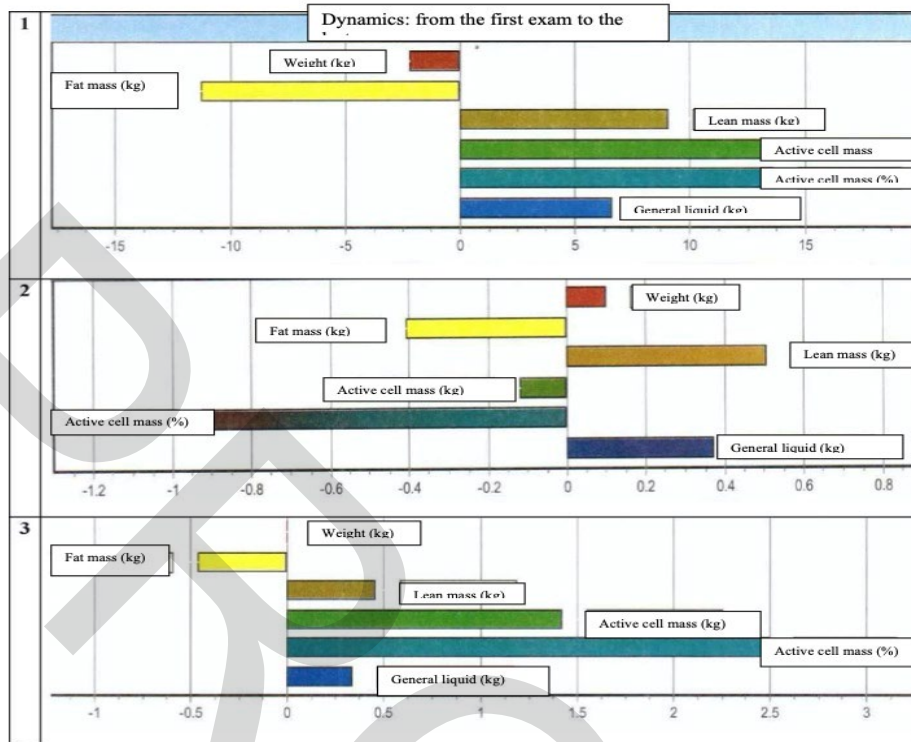 1
Dynamics: from the first exam to the
Weight (kg)
Fat mass (kg)
Lean mass (kg)
Active cell mass
Active cell mass (%)
General liquid (kg)
-15 -10 -5 0 5 10 15
2
Weight (kg)
Fat mass (kg)
Lean mass (kg)
Active cell mass (kg)
Active cell mass (%)
General liquid (kg)
-1.2 -1 -0.8 -0.6 -0.4 -0.2 0 0.2 0.4 0.6 0.8
3
Weight (kg)
Fat mass (kg)
Lean mass (kg)
Active cell mass (kg)
Active cell mass (%)
General liquid (kg)
-1 -0.5 0 0.5 1 1.5 2 2.5 3